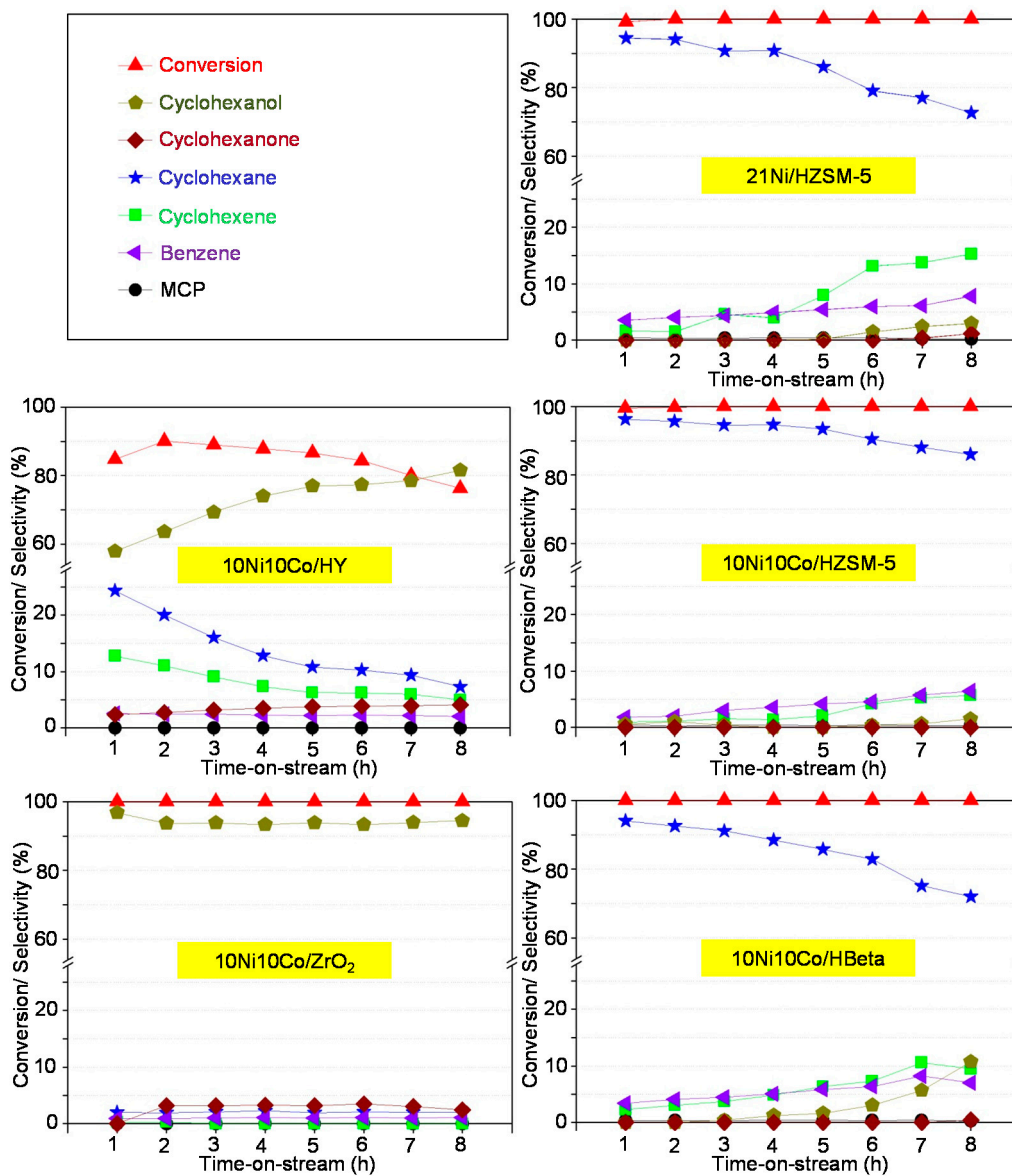 Conversion
Cyclohexanol
Cyclohexanone
Cyclohexane
Cyclohexene
Benzene
MCP
Conversion/ Selectivity (%)
100
80
60
20
10
0
21Ni/HZSM-5
1 2 3 4 5 6 7 8
Time-on-stream (h)
Conversion/ Selectivity (%)
100
80
60
20
10
0
10Ni10Co/HY
1 2 3 4 5 6 7 8
Time-on-stream (h)
Conversion/ Selectivity (%)
100
80
60
20
10
0
10Ni10Co/HZSM-5
1 2 3 4 5 6 7 8
Time-on-stream (h)
Conversion/ Selectivity (%)
100
80
60
20
10
0
10Ni10Co/ZrO₂
1 2 3 4 5 6 7 8
Time-on-stream (h)
Conversion/ Selectivity (%)
100
80
60
20
10
0
10Ni10Co/HBeta
1 2 3 4 5 6 7 8
Time-on-stream (h)